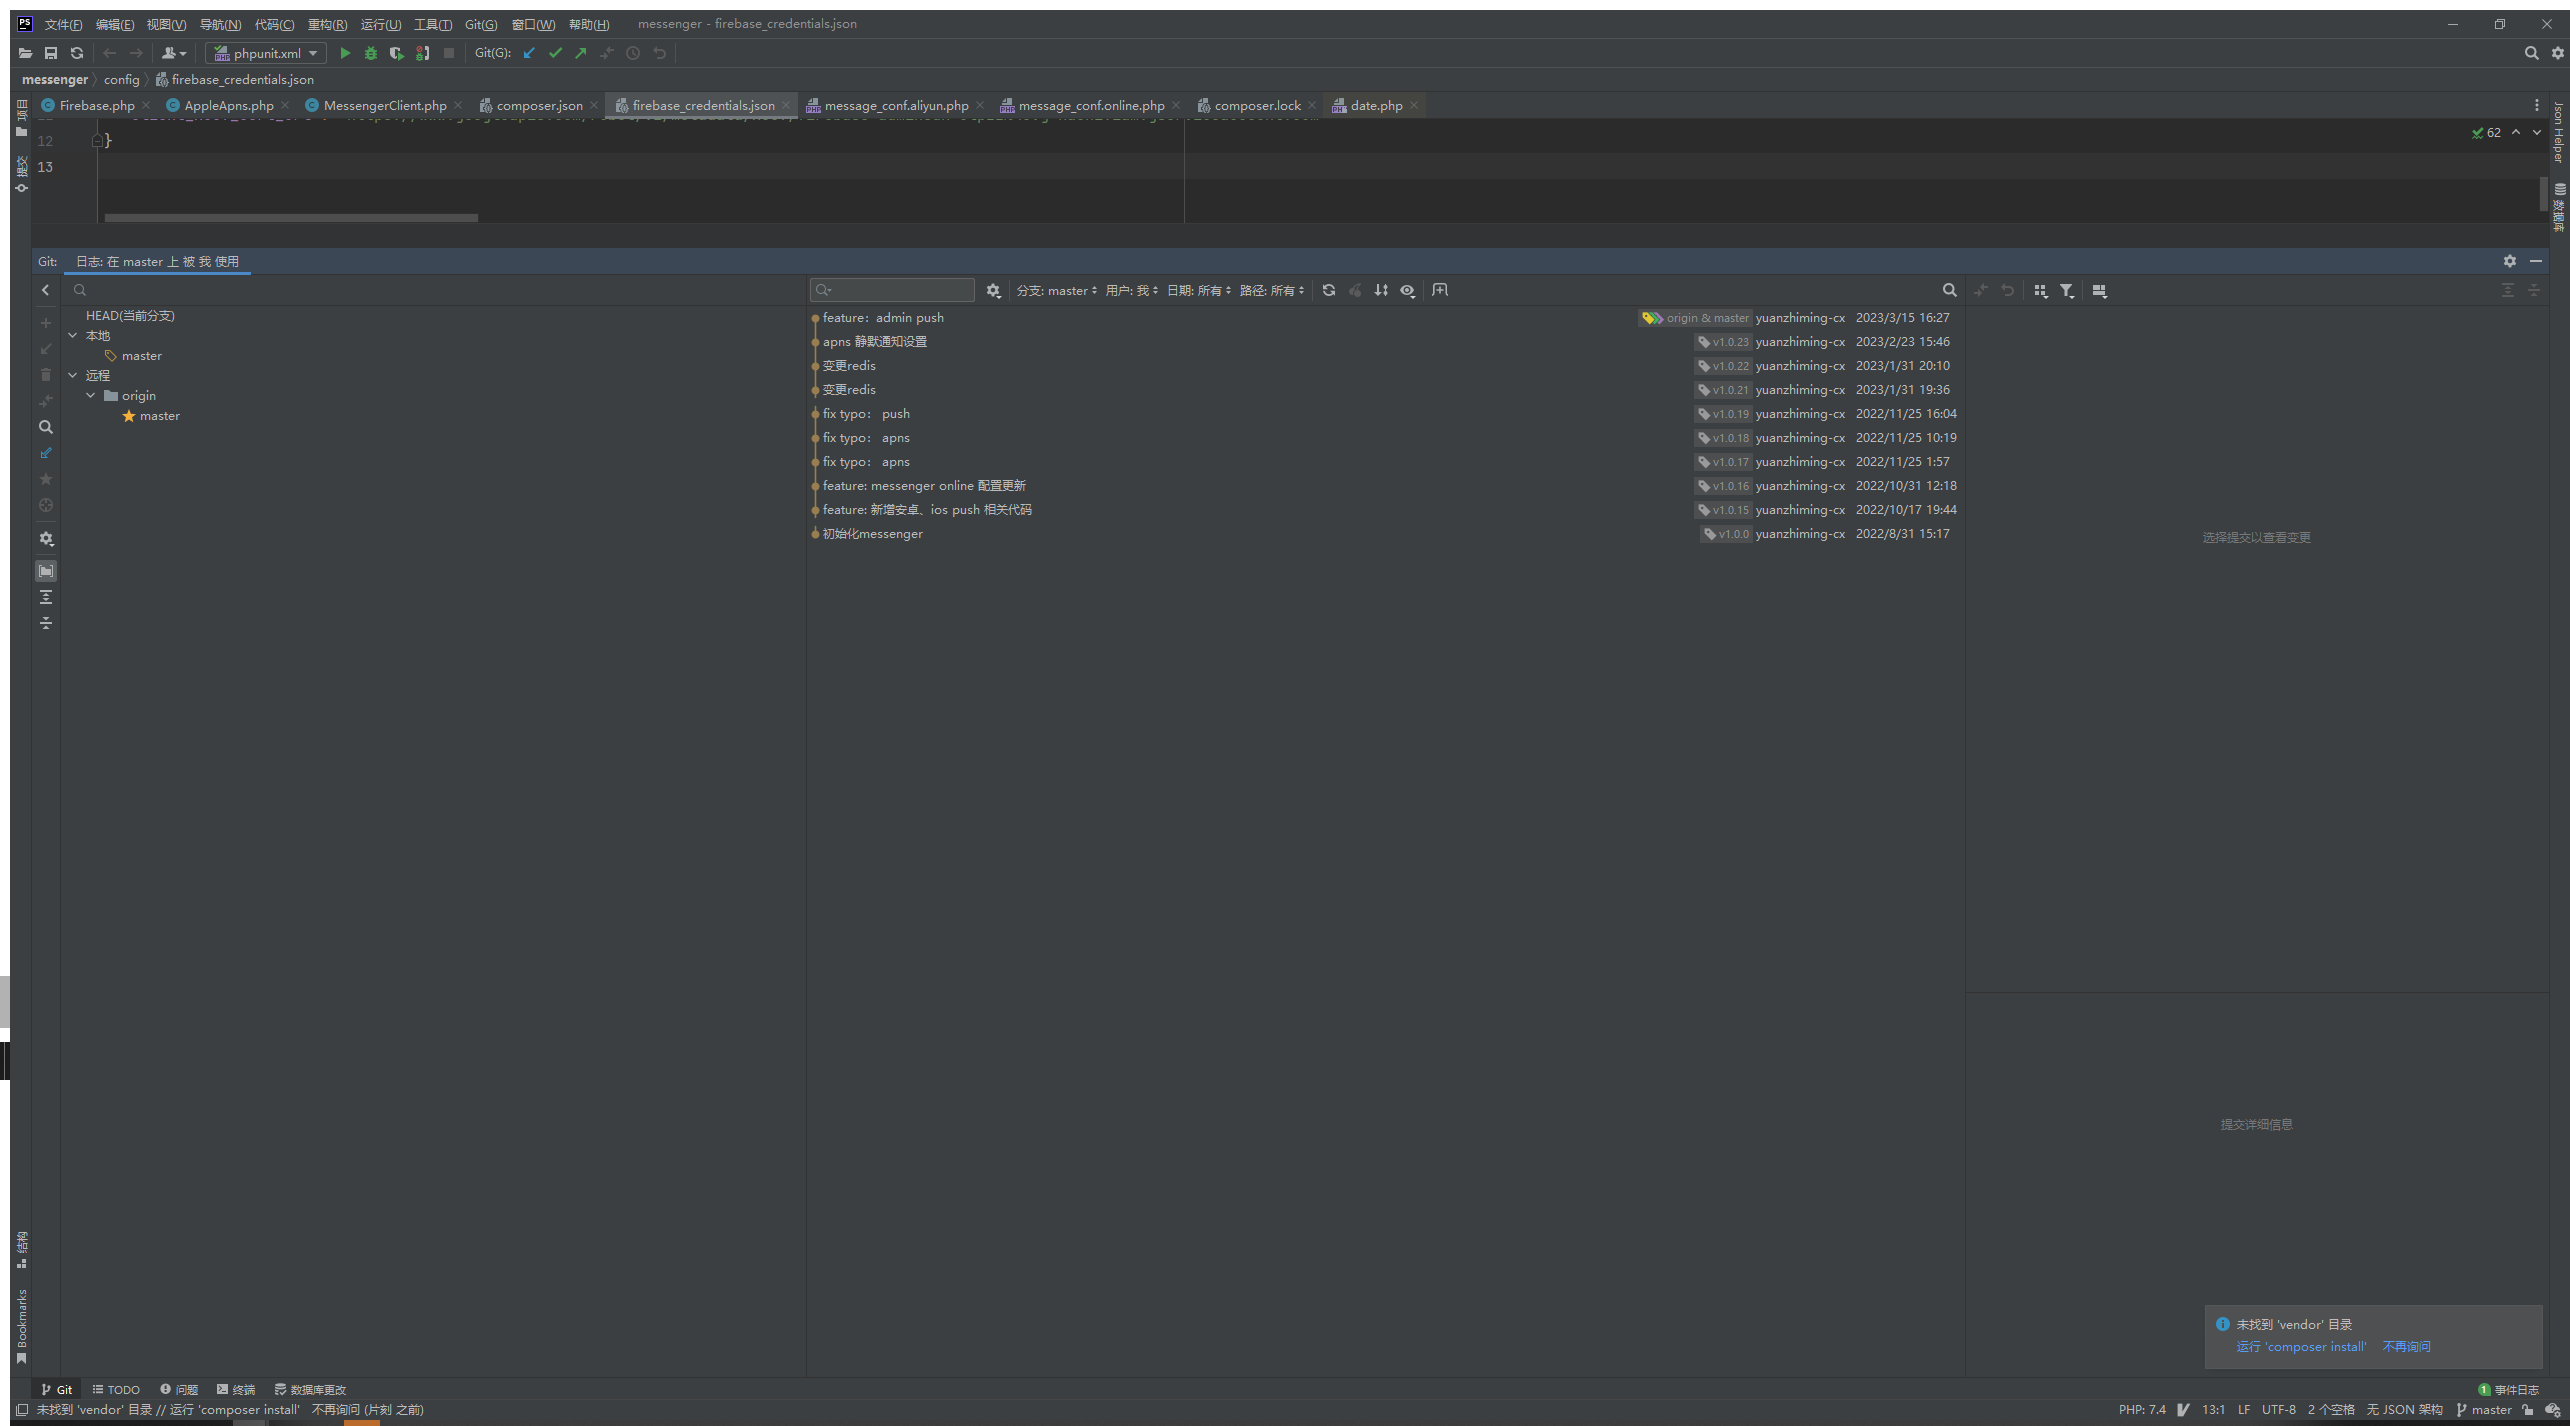 PS 文件(F) 编辑(E) 视图(V) 导航(N) 代码(C) 重构(R) 运行(U) 工具(T) Git(G) 窗口(W) 帮助(H) messenger - firebase_credentials.json
phpunit.xml Git(G):
messenger config firebase_credentials.json
Firebase.php AppleApns.php MessengerClient.php composer.json firebase_credentials.json message_conf.aliyun.php message_conf.online.php composer.lock date.php
12 }
62
13
项目
提交
Json Helper
数据库
Git: 日志: 在 master 上 被 我 使用
分支: master 用户: 我 日期: 所有 路径: 所有
HEAD(当前分支)
本地
master
远程
origin
master
feature：admin push origin & master yuanzhiming-cx 2023/3/15 16:27
apns 静默通知设置 v1.0.23 yuanzhiming-cx 2023/2/23 15:46
变更redis v1.0.22 yuanzhiming-cx 2023/1/31 20:10
变更redis v1.0.21 yuanzhiming-cx 2023/1/31 19:36
fix typo： push v1.0.19 yuanzhiming-cx 2022/11/25 16:04
fix typo： apns v1.0.18 yuanzhiming-cx 2022/11/25 10:19
fix typo： apns v1.0.17 yuanzhiming-cx 2022/11/25 1:57
feature: messenger online 配置更新 v1.0.16 yuanzhiming-cx 2022/10/31 12:18
feature: 新增安卓、ios push 相关代码 v1.0.15 yuanzhiming-cx 2022/10/17 19:44
初始化messenger v1.0.0 yuanzhiming-cx 2022/8/31 15:17
选择提交以查看变更
提交详细信息
结构
Bookmarks
未找到 'vendor' 目录
运行 'composer install' 不再询问
Git TODO 问题 终端 数据库更改 1 事件日志
未找到 'vendor' 目录 // 运行 'composer install' 不再询问 (片刻 之前) PHP: 7.4 13:1 LF UTF-8 2 个空格 无 JSON 架构 master